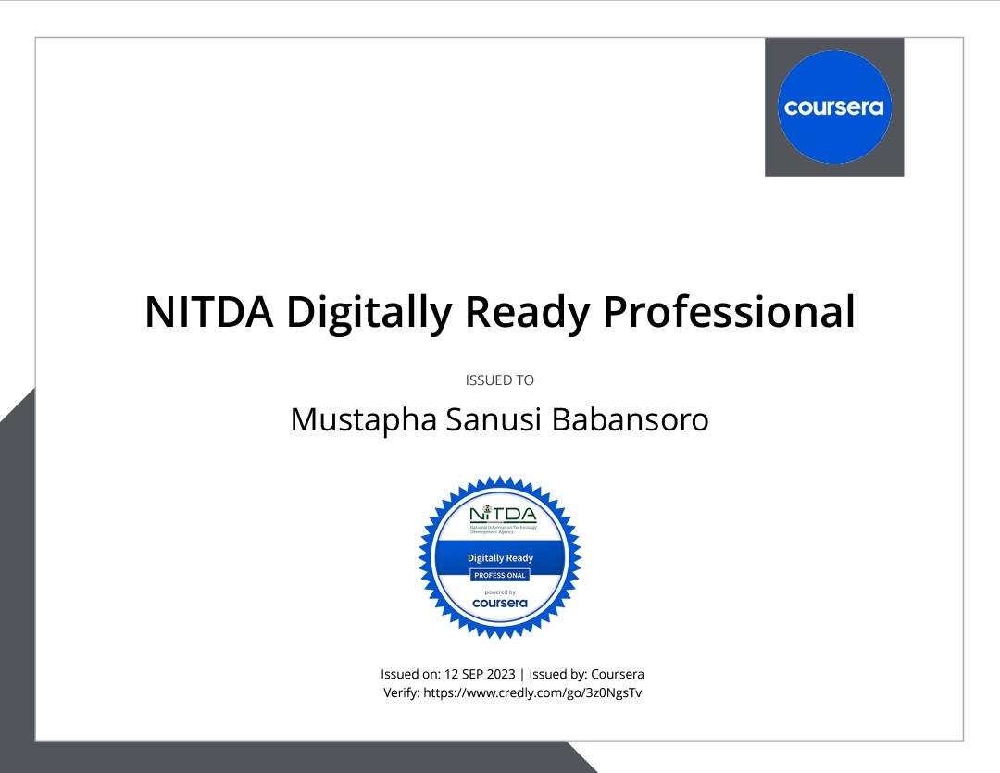 coursera
NITDA Digitally Ready Professional
ISSUED TO
Mustapha Sanusi Babansoro
NiTDA
National Information Technology
Development Agency
Digitally Ready
PROFESSIONAL
powered by
coursera
Issued on: 12 SEP 2023 | Issued by: Coursera
Verify: https://www.credly.com/go/3z0NgsTv